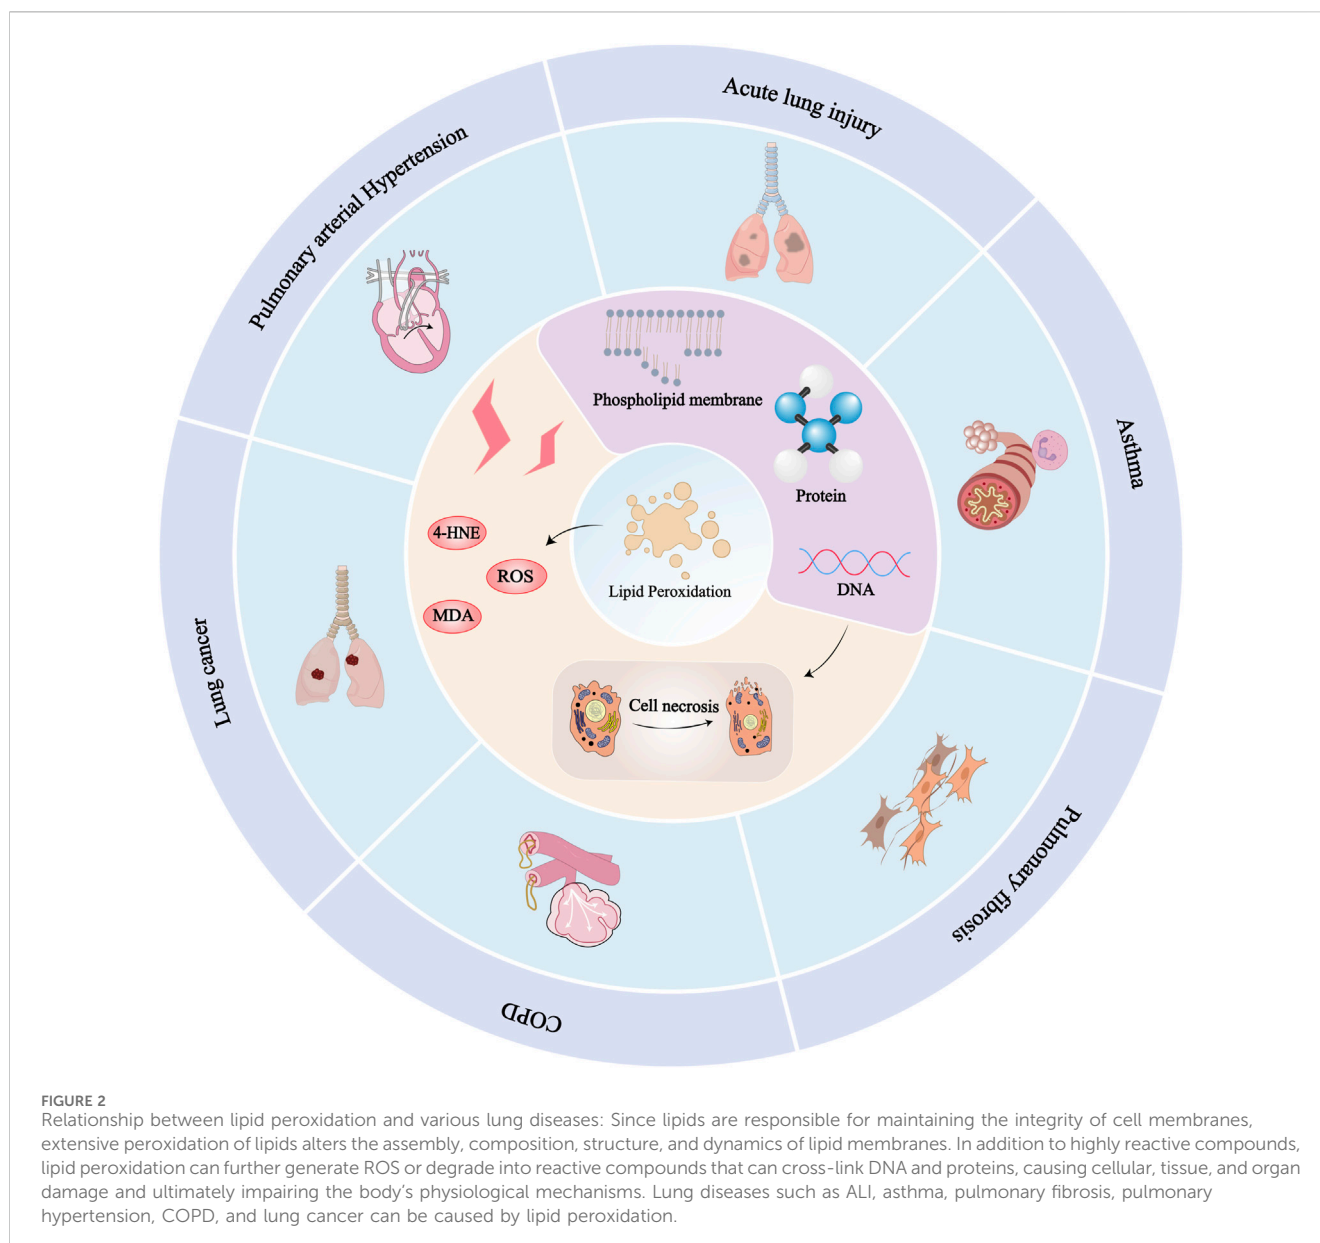 Acute lung injury
Pulmonary arterial Hypertension
Asthma
Phospholipid membrane
Protein
4-HNE
ROS
MDA
Lipid Peroxidation
DNA
Cell necrosis
Lung cancer
Pulmonary fibrosis
COPD
FIGURE 2
Relationship between lipid peroxidation and various lung diseases: Since lipids are responsible for maintaining the integrity of cell membranes,
extensive peroxidation of lipids alters the assembly, composition, structure, and dynamics of lipid membranes. In addition to highly reactive compounds,
lipid peroxidation can further generate ROS or degrade into reactive compounds that can cross-link DNA and proteins, causing cellular, tissue, and organ
damage and ultimately impairing the body’s physiological mechanisms. Lung diseases such as ALI, asthma, pulmonary fibrosis, pulmonary
hypertension, COPD, and lung cancer can be caused by lipid peroxidation.